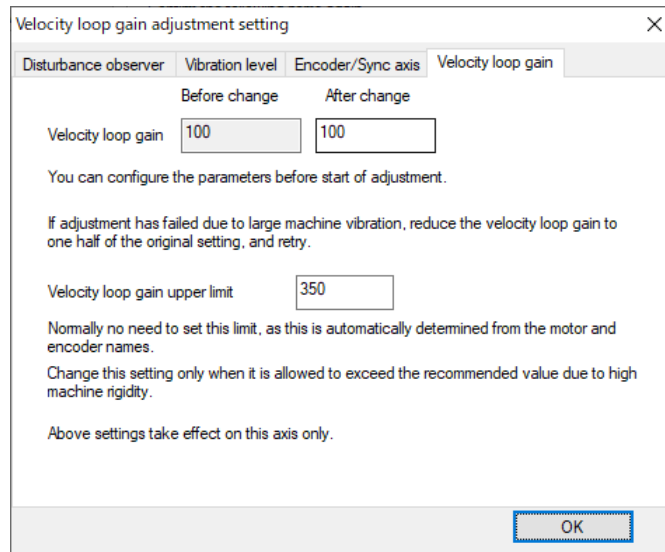 Velocity loop gain adjustment setting
Disturbance observer Vibration level Encoder/Sync axis Velocity loop gain
Before change After change
Velocity loop gain 100 100
You can configure the parameters before start of adjustment.
If adjustment has failed due to large machine vibration, reduce the velocity loop gain to
one half of the original setting, and retry.
Velocity loop gain upper limit 350
Normally no need to set this limit, as this is automatically determined from the motor and
encoder names.
Change this setting only when it is allowed to exceed the recommended value due to high
machine rigidity.
Above settings take effect on this axis only.
OK